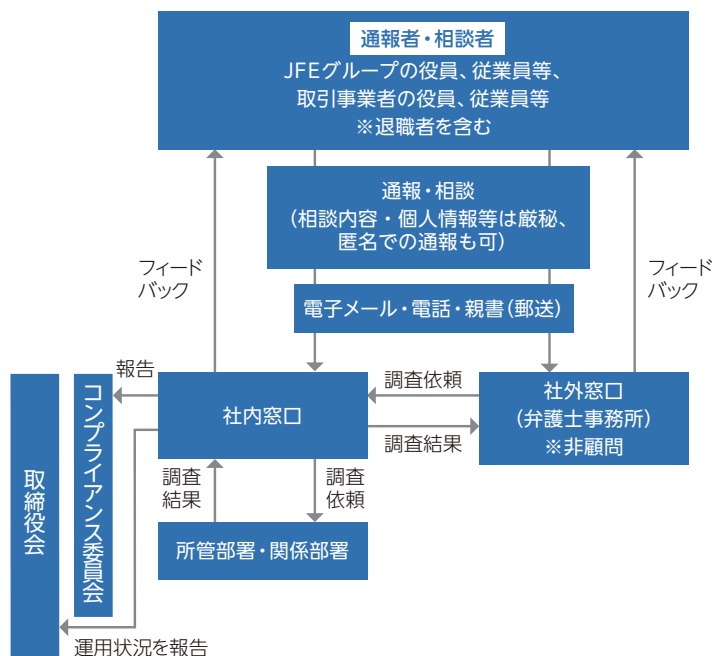 通報者・相談者
JFEグループの役員、従業員等、
取引事業者の役員、従業員等
※退職者を含む
通報・相談
（相談内容・個人情報等は厳秘、
匿名での通報も可）
フィード
バック
フィード
バック
電子メール・電話・親書（郵送）
報告
社内窓口
調査依頼
調査結果
社外窓口
（弁護士事務所）
※非顧問
取締役会
コンプライアンス委員会
調査
結果
調査
依頼
所管部署・関係部署
運用状況を報告